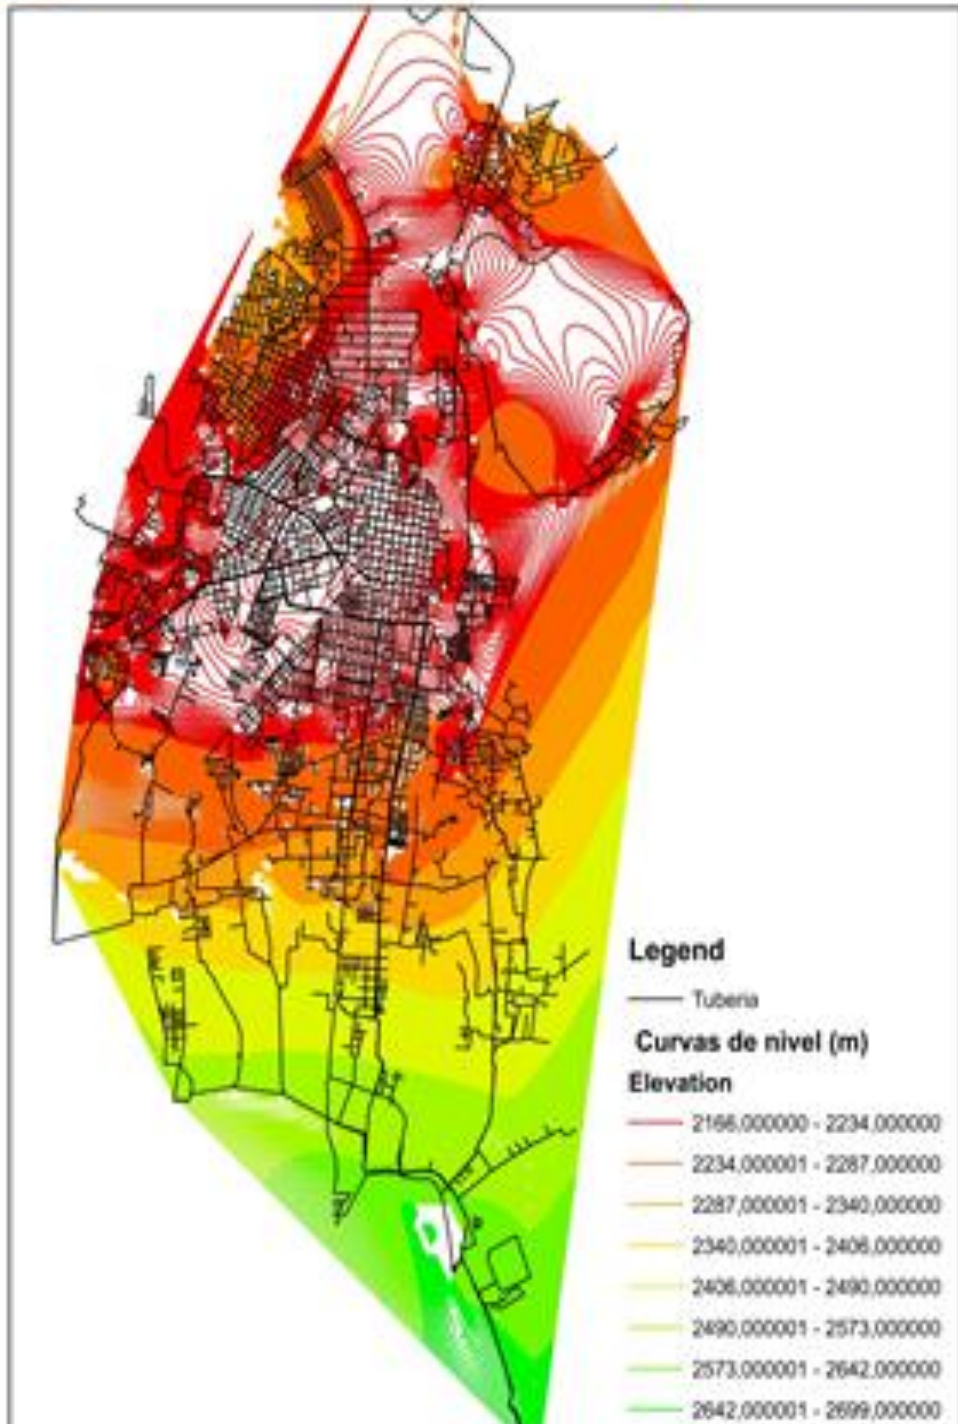 Legend
Tuberia
Curvas de nivel (m)
Elevation
2166,000000 - 2234,000000
2234,000001 - 2287,000000
2287,000001 - 2340,000000
2340,000001 - 2406,000000
2406,000001 - 2490,000000
2490,000001 - 2573,000000
2573,000001 - 2642,000000
2642,000001 - 2699,000000